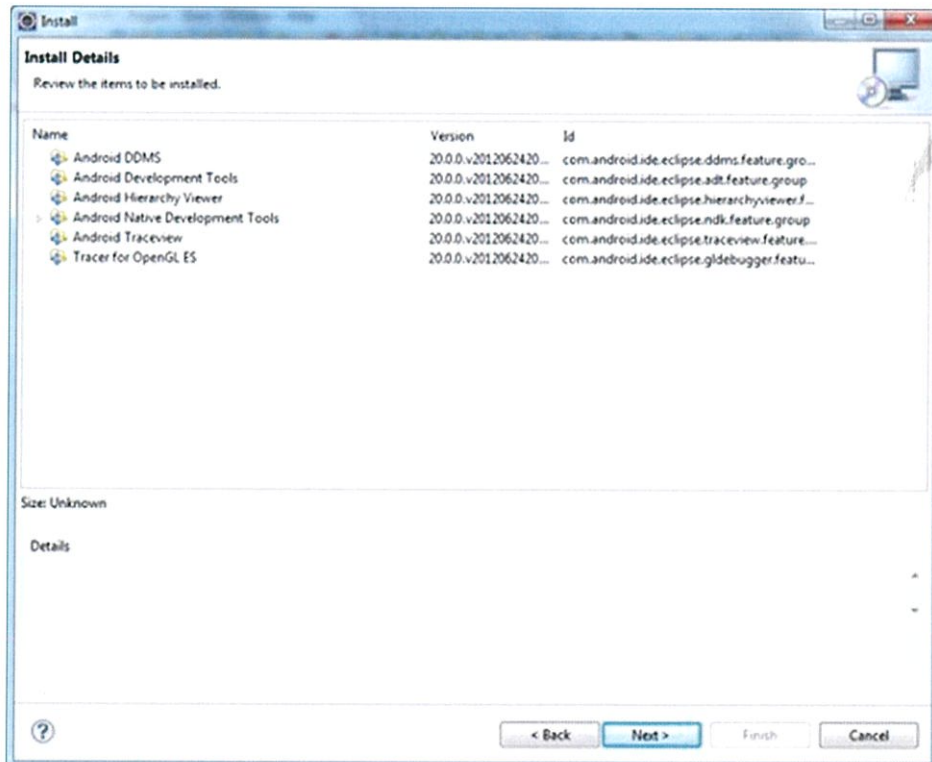 Install
Install Details
Review the items to be installed.
Name Version Id
Android DDMS 20.0.0.v2012062420... com.android.ide.eclipse.ddms.feature.gro...
Android Development Tools 20.0.0.v2012062420... com.android.ide.eclipse.adt.feature.group
Android Hierarchy Viewer 20.0.0.v2012062420... com.android.ide.eclipse.hierarchyviewer.f...
Android Native Development Tools 20.0.0.v2012062420... com.android.ide.eclipse.ndk.feature.group
Android Traceview 20.0.0.v2012062420... com.android.ide.eclipse.traceview.feature....
Tracer for OpenGL ES 20.0.0.v2012062420... com.android.ide.eclipse.gldebugger.featu...
Size: Unknown
Details
? < Back Next > Finish Cancel